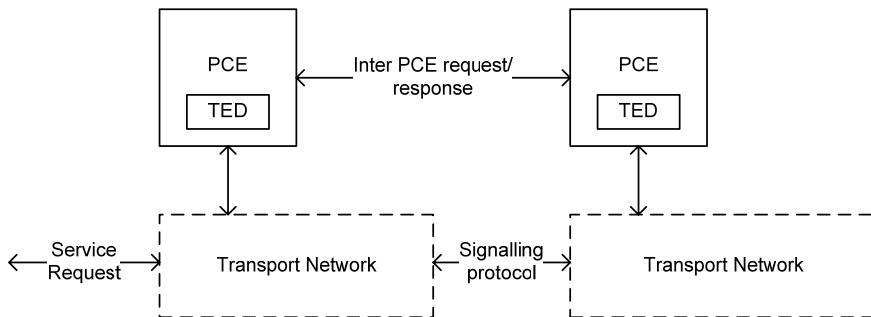 PCE
TED
Inter PCE request/
response
PCE
TED
Service
Request
Transport Network
Signalling
protocol
Transport Network